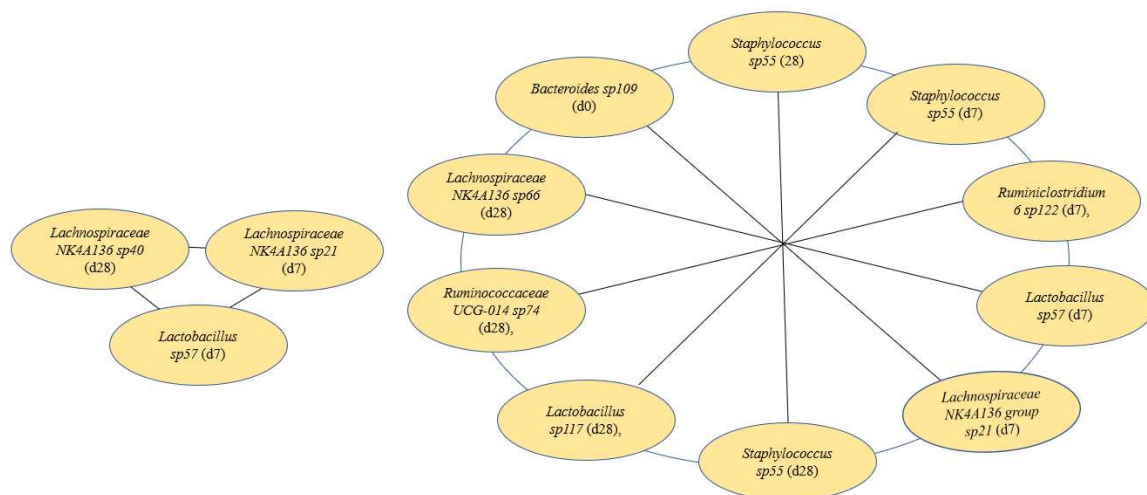 Lachnospiraceae
NK4A136 sp40
(d28)
Lachnospiraceae
NK4A136 sp21
(d7)
Lactobacillus
sp57 (d7)
Staphylococcus
sp55 (28)
Staphylococcus
sp55 (d7)
Ruminiclostridium
6 sp122 (d7),
Lactobacillus
sp57 (d7)
Lachnospiraceae
NK4A136 group
sp21 (d7)
Staphylococcus
sp55 (d28)
Lactobacillus
sp117 (d28),
Ruminococcaceae
UCG-014 sp74
(d28),
Lachnospiraceae
NK4A136 sp66
(d28)
Bacteroides sp109
(d0)